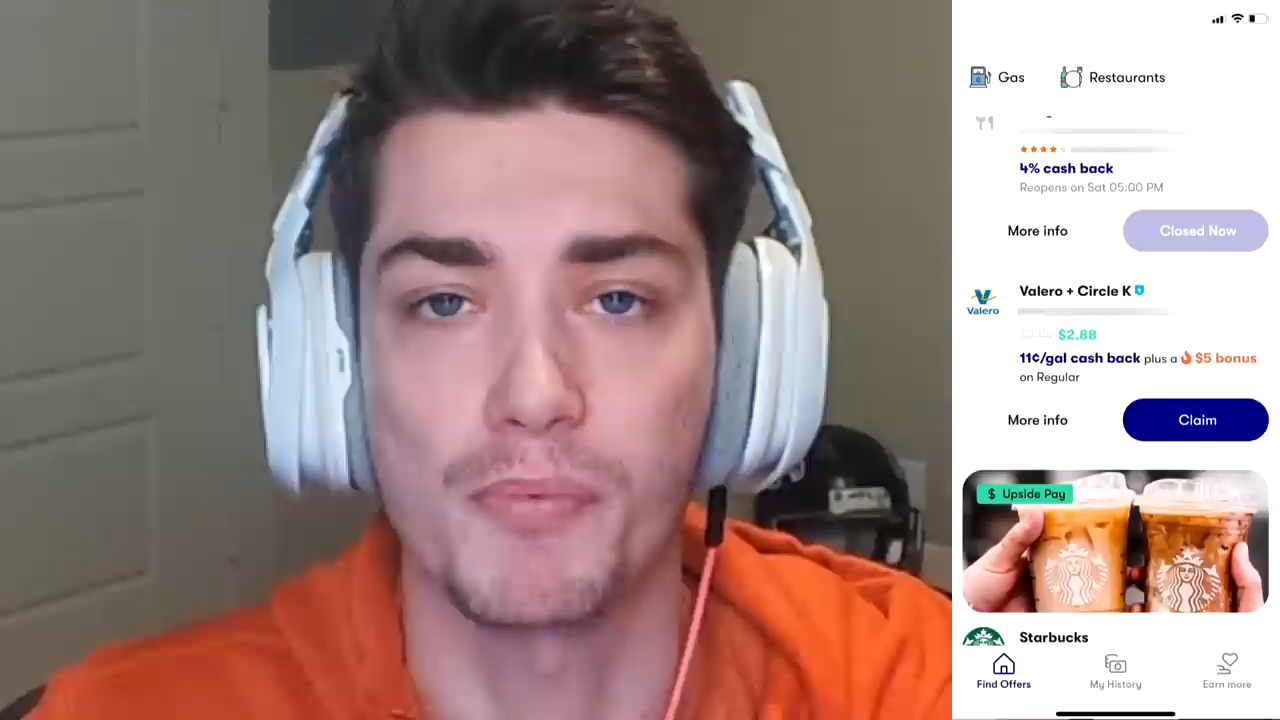 Gas
Restaurants
4% cash back
Reopens on Sat 05:00 PM
More info
Closed Now
Valero
Valero + Circle K
$2.88
11¢/gal cash back plus a $5 bonus
on Regular
More info
Claim
$ Upside Pay
Starbucks
Find Offers
My History
Earn more